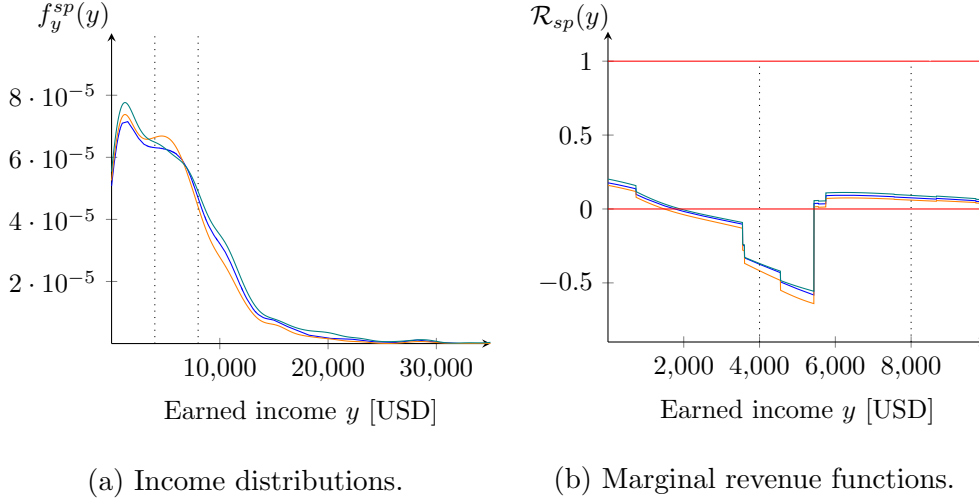 f_y^{sp}(y)
8 · 10^{−5}
6 · 10^{−5}
4 · 10^{−5}
2 · 10^{−5}
10,000 20,000 30,000
Earned income y [USD]
(a) Income distributions.
R_{sp}(y)
1
0.5
0
−0.5
2,000 4,000 6,000 8,000
Earned income y [USD]
(b) Marginal revenue functions.